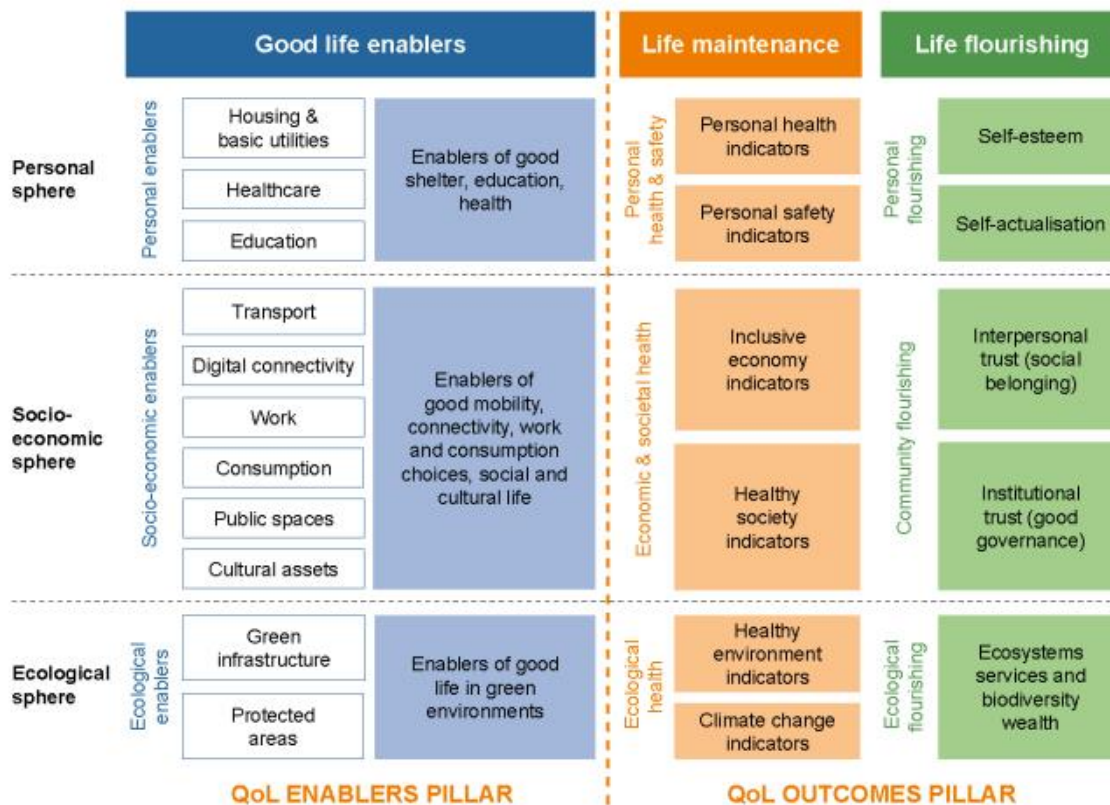 Good life enablers
Life maintenance
Life flourishing
Personal
sphere
Personal enablers
Housing &
basic utilities
Healthcare
Education
Enablers of good
shelter, education,
health
Personal
health & safety
Personal health
indicators
Personal safety
indicators
Personal
flourishing
Self-esteem
Self-actualisation
Socio-
economic
sphere
Socio-economic enablers
Transport
Digital connectivity
Work
Consumption
Public spaces
Cultural assets
Enablers of
good mobility,
connectivity, work
and consumption
choices, social and
cultural life
Economic & societal health
Inclusive
economy
indicators
Healthy
society
indicators
Community flourishing
Interpersonal
trust (social
belonging)
Institutional
trust (good
governance)
Ecological
sphere
Ecological
enablers
Green
infrastructure
Protected
areas
Enablers of good
life in green
environments
Ecological
health
Healthy
environment
indicators
Climate change
indicators
Ecological
flourishing
Ecosystems
services and
biodiversity
wealth
QoL ENABLERS PILLAR
QoL OUTCOMES PILLAR